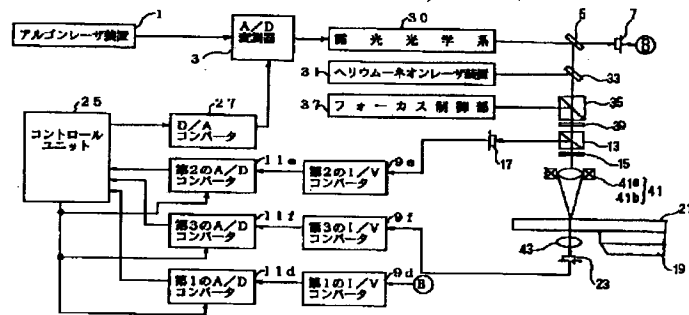 1
アルゴンレーザ装置
A/D
変調器
3
30
露光光学系
5
7
B
31
ヘリウムーネオンレーザ装置
33
37
フォーカス制御部
35
39
13
25
コントロール
ユニット
27
D/A
コンバータ
17
15
11e
第2のA/D
コンバータ
9e
第2のI/V
コンバータ
41a
41b
41
11f
第3のA/D
コンバータ
9f
第3のI/V
コンバータ
21
43
19
11d
第1のA/D
コンバータ
9d
第1のI/V
コンバータ
B
23